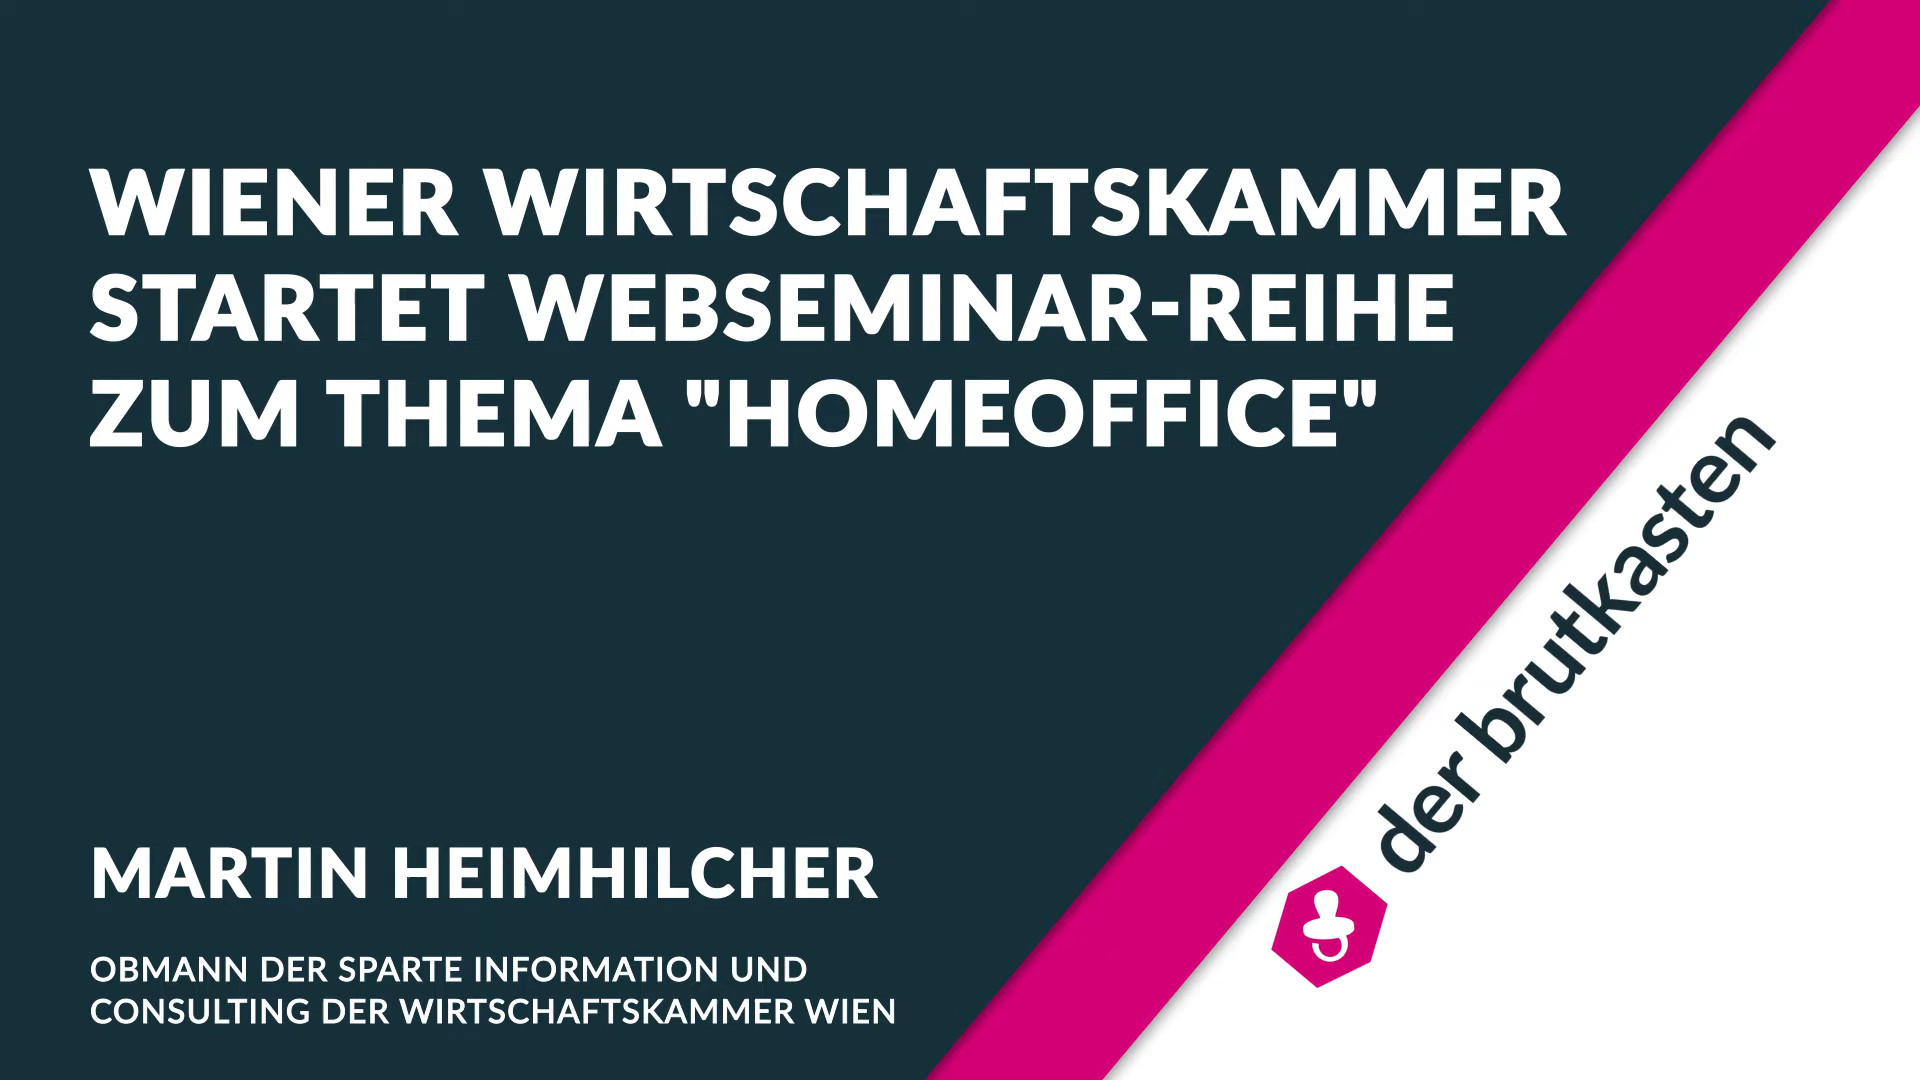 WIENER WIRTSCHAFTSKAMMER
STARTET WEBSEMINAR-REIHE
ZUM THEMA "HOMEOFFICE"
der brutkasten
MARTIN HEIMHILCHER
OBMANN DER SPARTE INFORMATION UND
CONSULTING DER WIRTSCHAFTSKAMMER WIEN